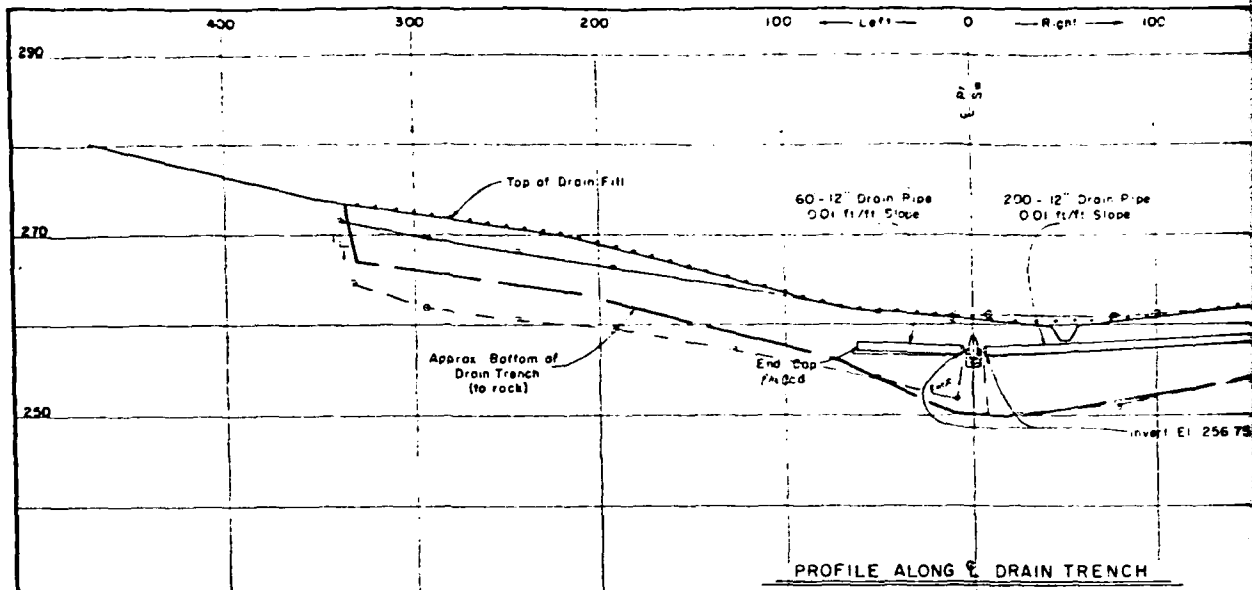 400 300 200 100 ← Left → 0 — Right → 100
290
℄
Top of Drain Fill
60-12" Drain Pipe
0.01 ft/ft Slope
200-12" Drain Pipe
0.01 ft/ft Slope
270
Approx Bottom of
Drain Trench
(to rock)
End Cap
250
Invert El 256.75
PROFILE ALONG ℄ DRAIN TRENCH